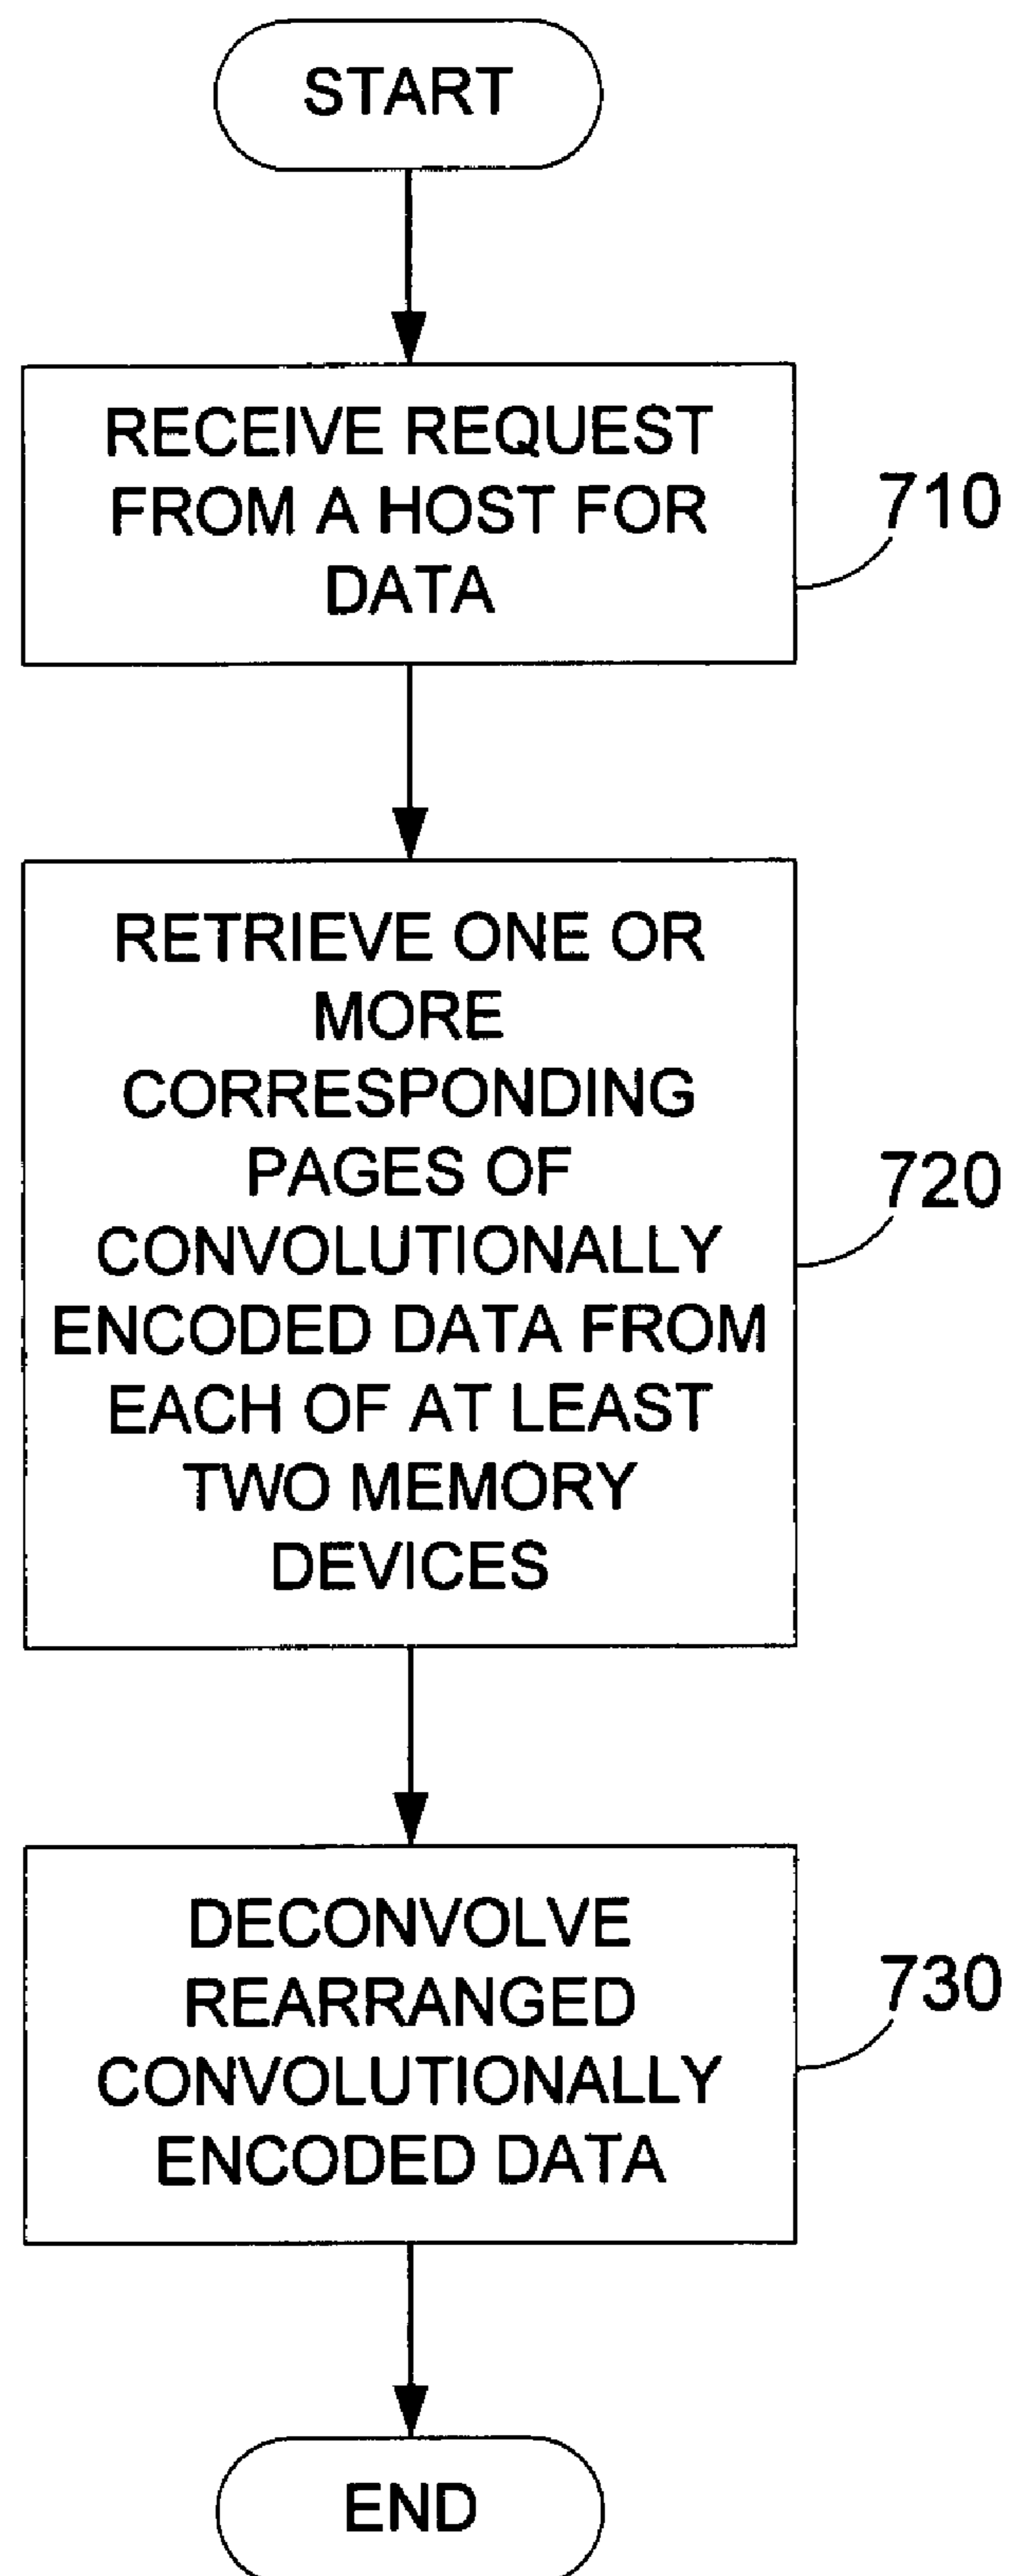 START
RECEIVE REQUEST
FROM A HOST FOR
DATA
710
RETRIEVE ONE OR
MORE
CORRESPONDING
PAGES OF
CONVOLUTIONALLY
ENCODED DATA FROM
EACH OF AT LEAST
TWO MEMORY
DEVICES
720
DECONVOLVE
REARRANGED
CONVOLUTIONALLY
ENCODED DATA
730
END